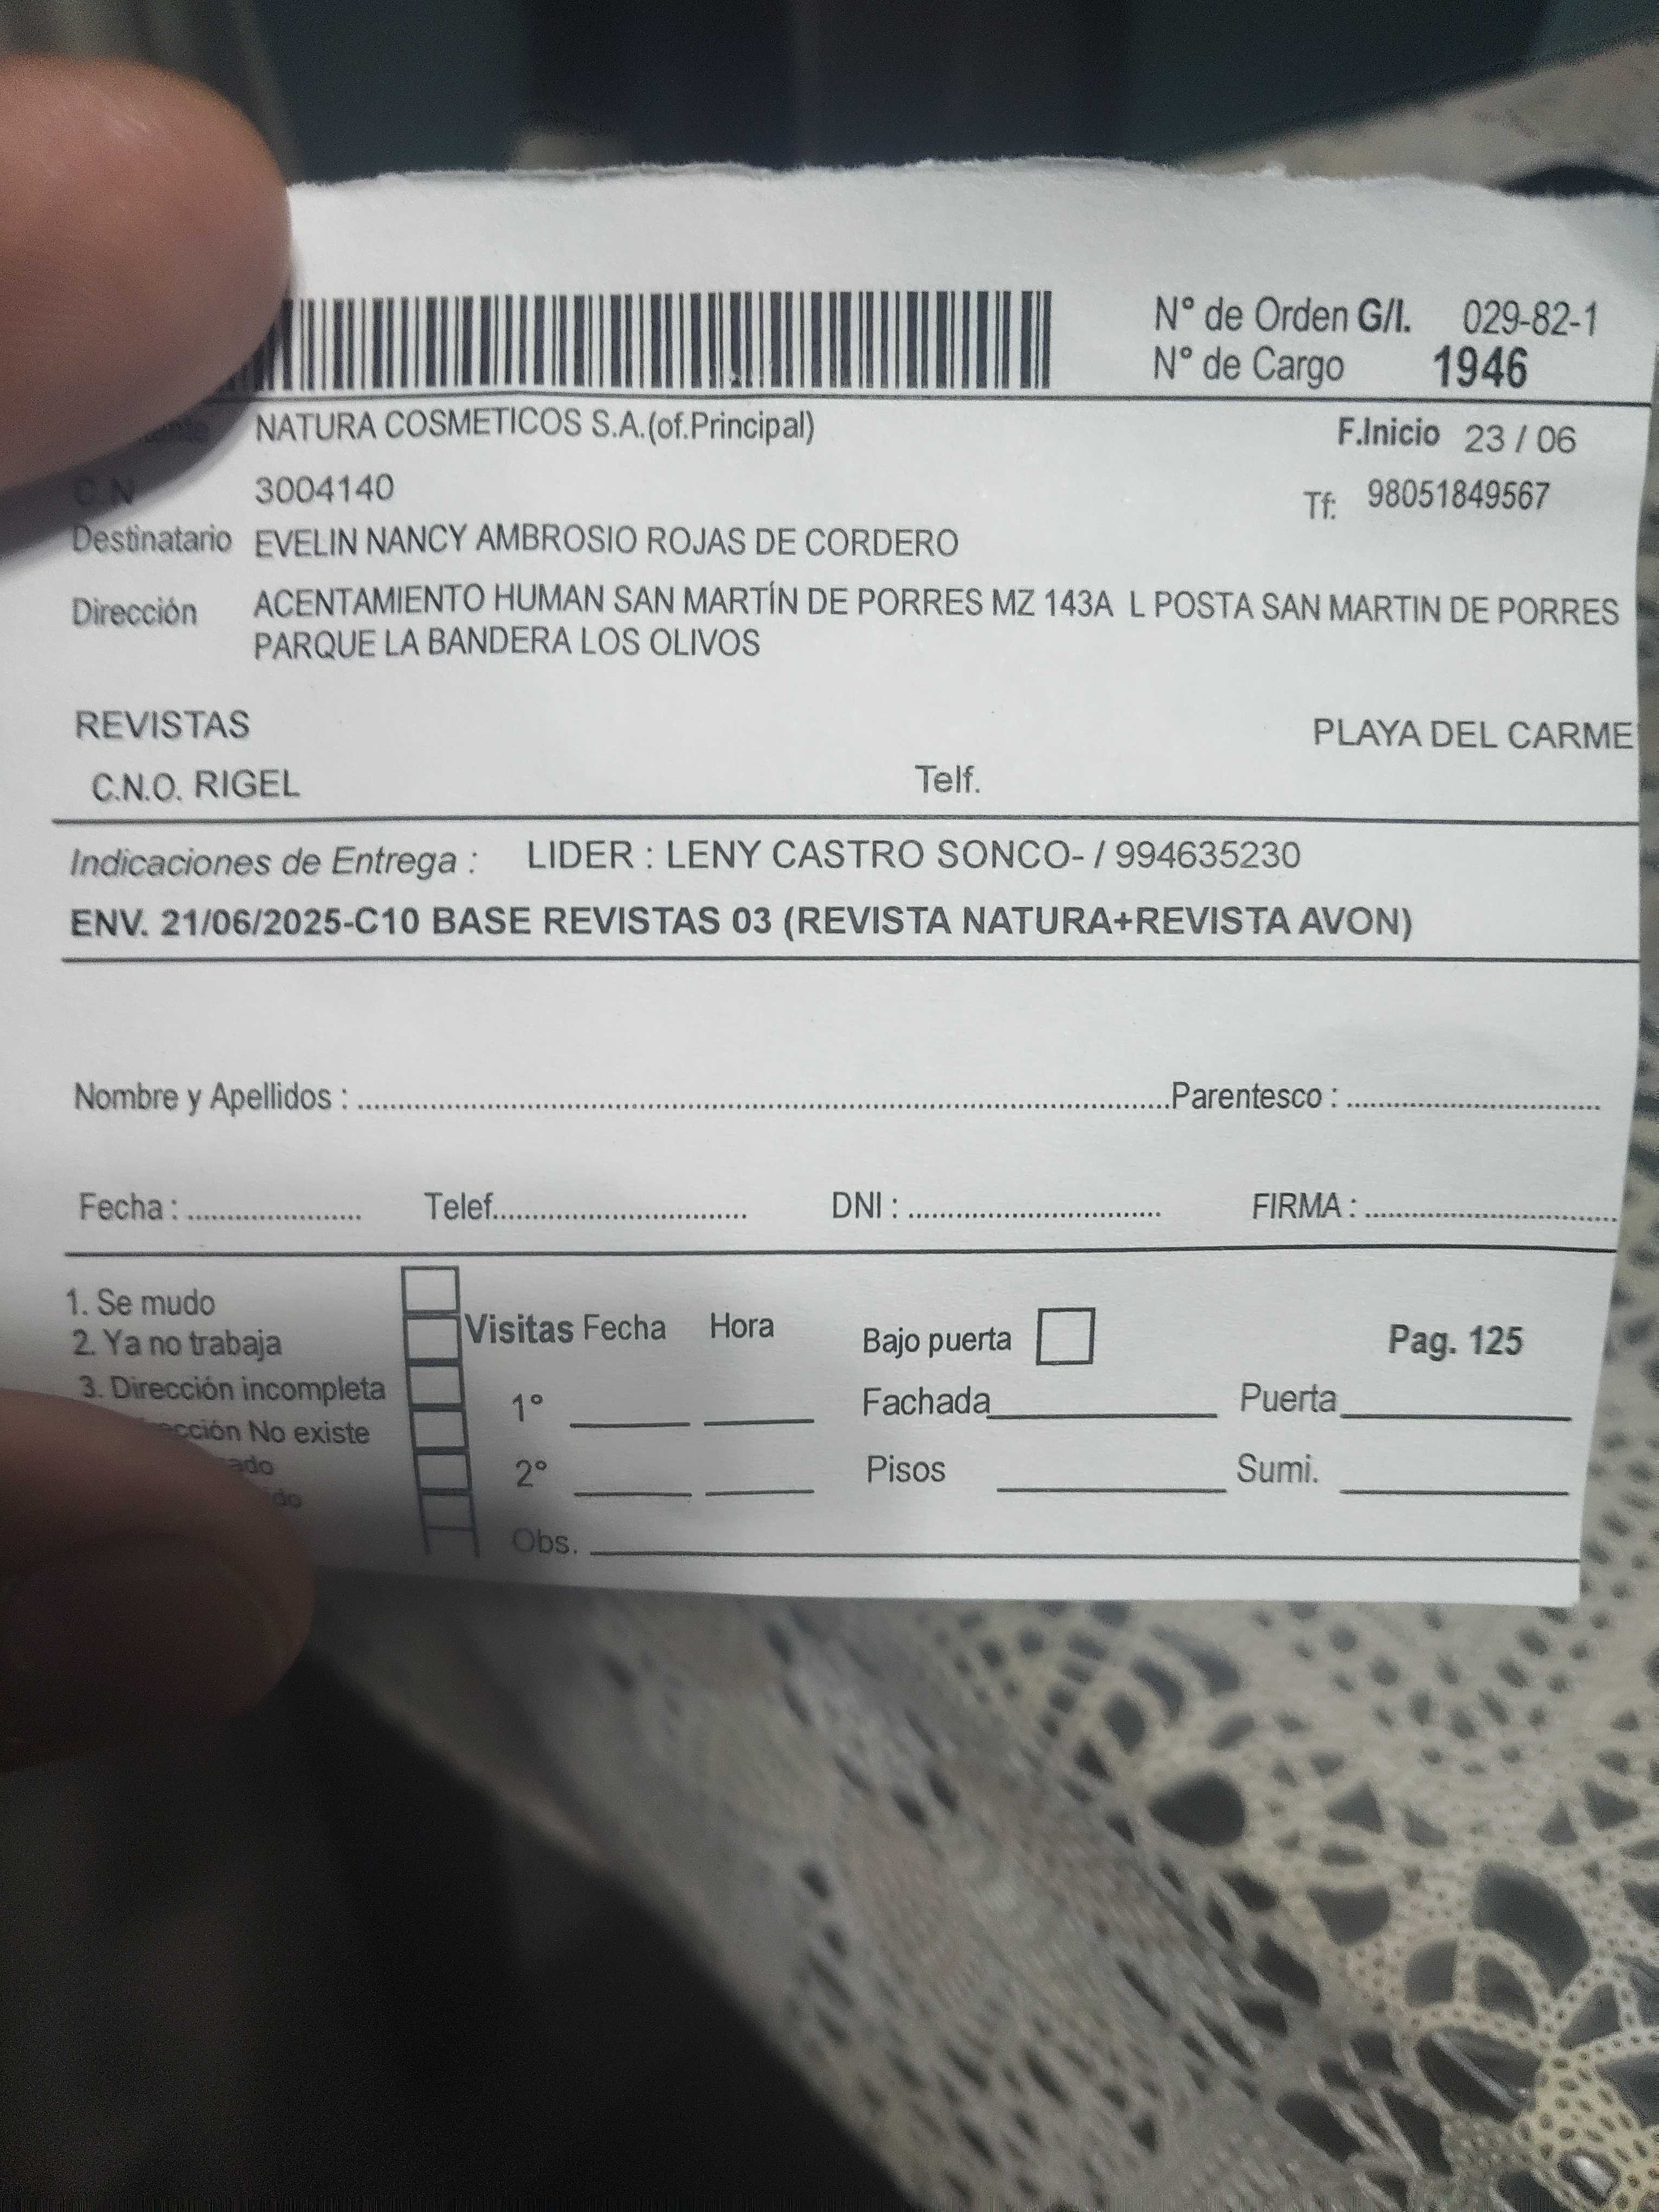 N° de Orden G/I. 029-82-1
N° de Cargo 1946
NATURA COSMETICOS S.A.(of.Principal) F.Inicio 23 / 06
C.N 3004140 Tf: 98051849567
Destinatario EVELIN NANCY AMBROSIO ROJAS DE CORDERO
Dirección ACENTAMIENTO HUMAN SAN MARTÍN DE PORRES MZ 143A L POSTA SAN MARTIN DE PORRES
PARQUE LA BANDERA LOS OLIVOS
REVISTAS PLAYA DEL CARME
C.N.O. RIGEL Telf.
Indicaciones de Entrega : LIDER : LENY CASTRO SONCO- / 994635230
ENV. 21/06/2025-C10 BASE REVISTAS 03 (REVISTA NATURA+REVISTA AVON)
Nombre y Apellidos : Parentesco :
Fecha : Telef. DNI : FIRMA :
1. Se mudo
2. Ya no trabaja
3. Dirección incompleta
No existe
Visitas Fecha Hora
1°
2°
Obs.
Bajo puerta Pag. 125
Fachada Puerta
Pisos Sumi.